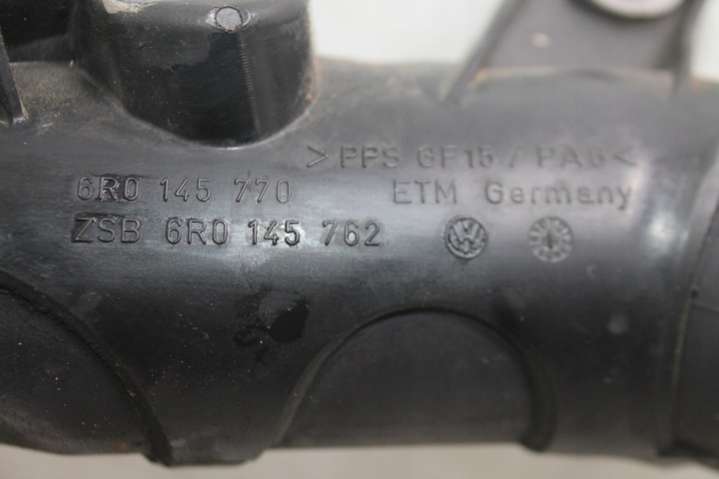 >PPS GF15/PA6<
6R0 145 770
ETM Germany
ZSB 6R0 145 762